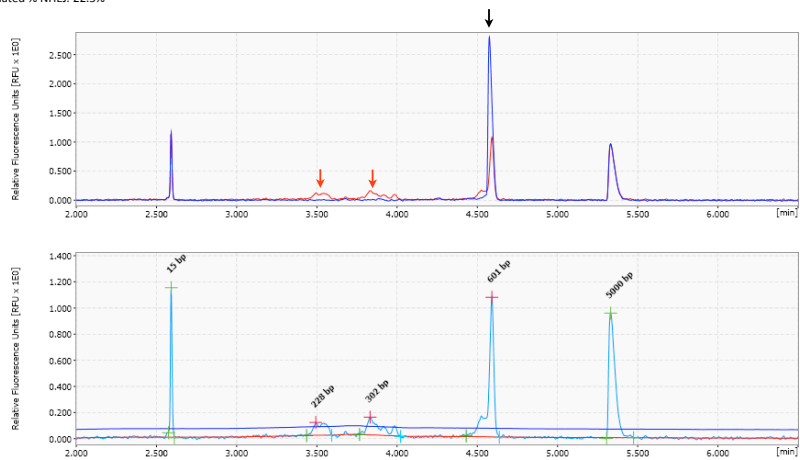 Relative Fluorescence Units [RFU x 1E0]
2.500
2.000
1.500
1.000
0.500
0.000
2.000 2.500 3.000 3.500 4.000 4.500 5.000 5.500 6.000 [min]
Relative Fluorescence Units [RFU x 1E0]
1.400
1.200
1.000
0.800
0.600
0.400
0.200
0.000
15 bp
228 bp
302 bp
601 bp
5000 bp
2.000 2.500 3.000 3.500 4.000 4.500 5.000 5.500 6.000 [min]